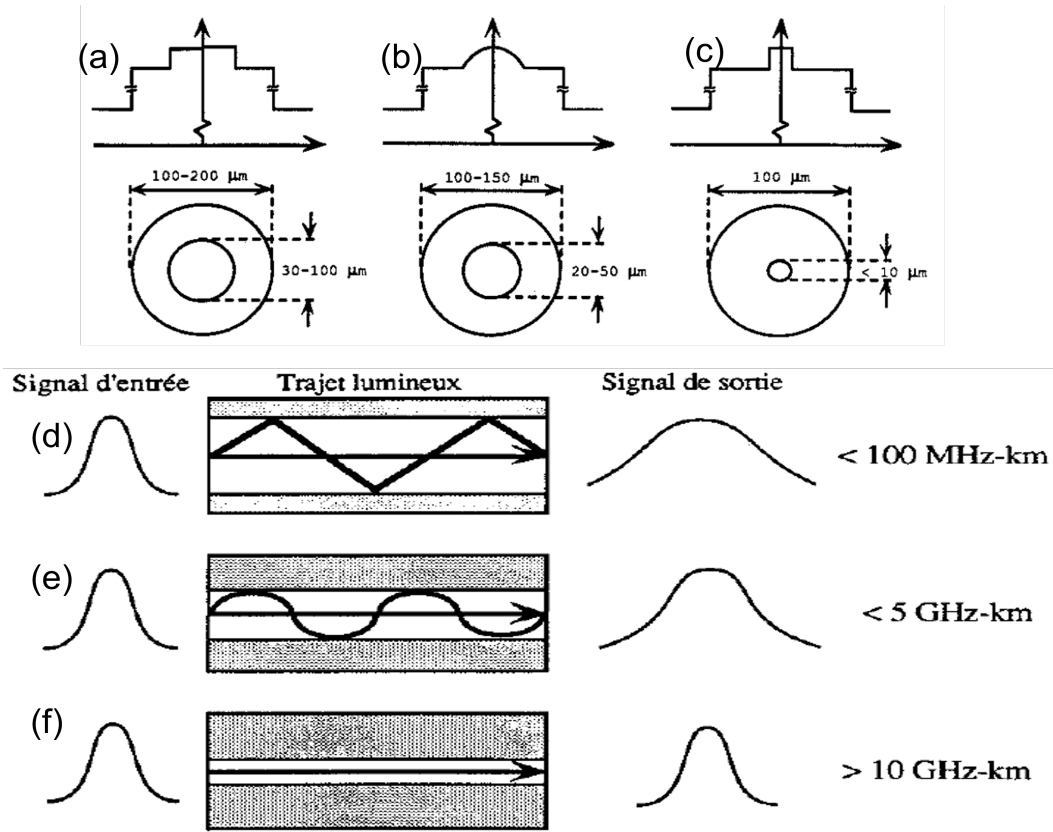 (a) (b) (c)
100-200 µm 100-150 µm 100 µm
30-100 µm 20-50 µm < 10 µm
Signal d'entrée Trajet lumineux Signal de sortie
(d) < 100 MHz-km
(e) < 5 GHz-km
(f) > 10 GHz-km